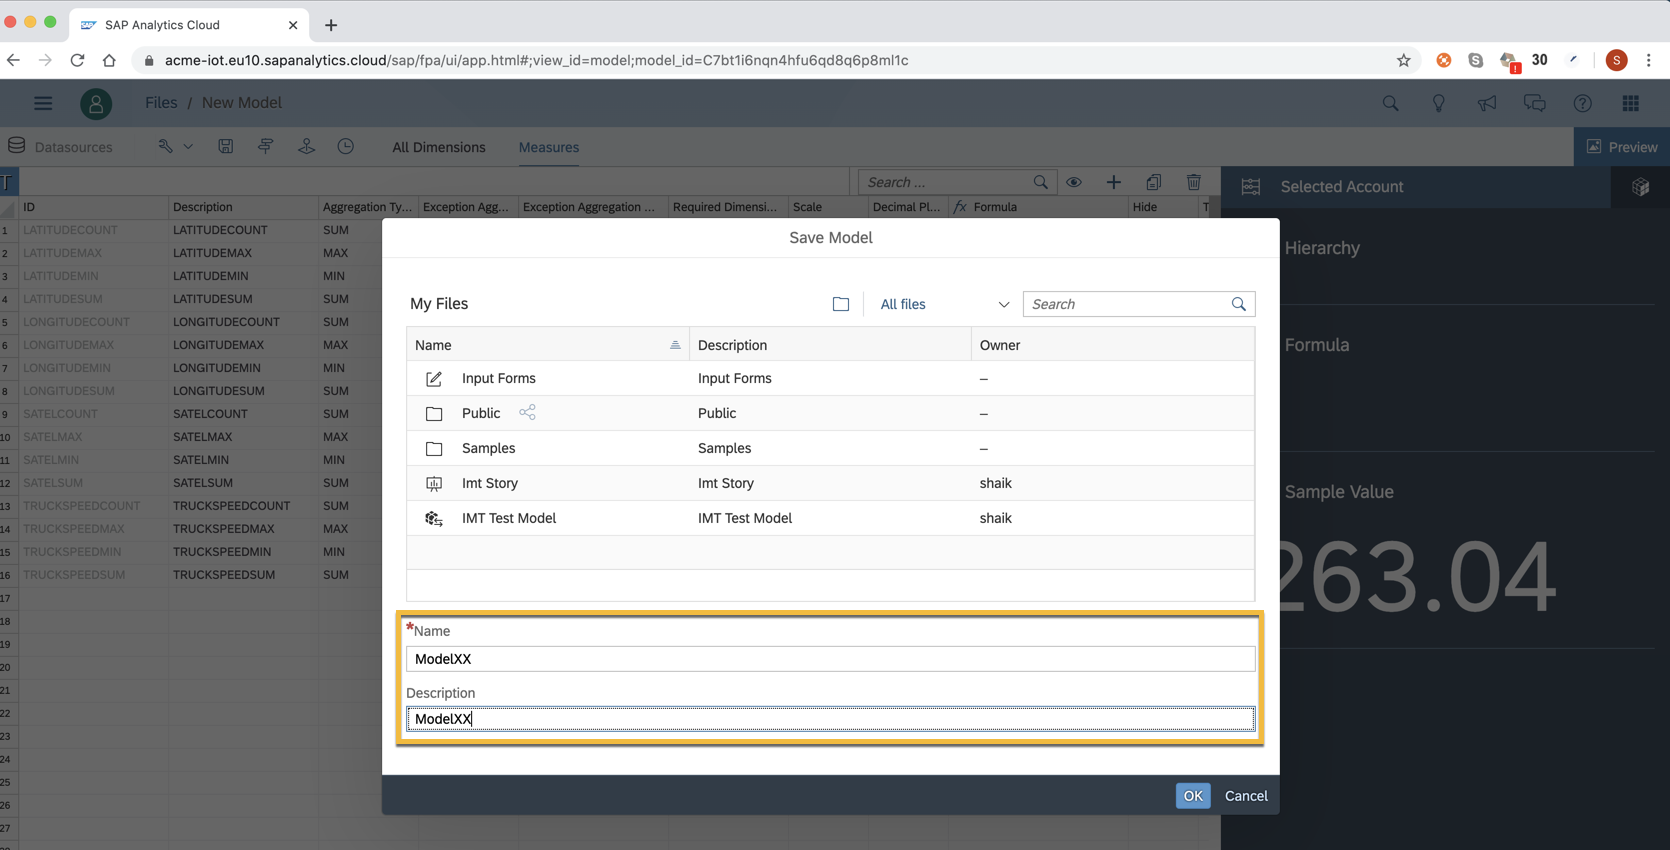 SAP Analytics Cloud
acme-iot.eu10.sapanalytics.cloud/sap/fpa/ui/app.html#;view_id=model;model_id=C7bt1i6nqn4hfu6qd8q6p8ml1c
30
S
Files / New Model
Datasources
All Dimensions
Measures
Preview
T
Search ...
Selected Account
ID Description Aggregation Ty... Exception Agg... Exception Aggregation ... Required Dimensi... Scale Decimal Pl... fx Formula Hide T
1 LATITUDECOUNT LATITUDECOUNT SUM
2 LATITUDEMAX LATITUDEMAX MAX
3 LATITUDEMIN LATITUDEMIN MIN
4 LATITUDESUM LATITUDESUM SUM
5 LONGITUDECOUNT LONGITUDECOUNT SUM
6 LONGITUDEMAX LONGITUDEMAX MAX
7 LONGITUDEMIN LONGITUDEMIN MIN
8 LONGITUDESUM LONGITUDESUM SUM
9 SATELCOUNT SATELCOUNT SUM
10 SATELMAX SATELMAX MAX
11 SATELMIN SATELMIN MIN
12 SATELSUM SATELSUM SUM
13 TRUCKSPEEDCOUNT TRUCKSPEEDCOUNT SUM
14 TRUCKSPEEDMAX TRUCKSPEEDMAX MAX
15 TRUCKSPEEDMIN TRUCKSPEEDMIN MIN
16 TRUCKSPEEDSUM TRUCKSPEEDSUM SUM
17
18
19
20
21
22
23
24
25
26
27
Save Model
My Files
All files
Search
Name Description Owner
Input Forms Input Forms –
Public Public –
Samples Samples –
Imt Story Imt Story shaik
IMT Test Model IMT Test Model shaik
*Name
ModelXX
Description
ModelXX
OK Cancel
Hierarchy
Formula
Sample Value
263.04